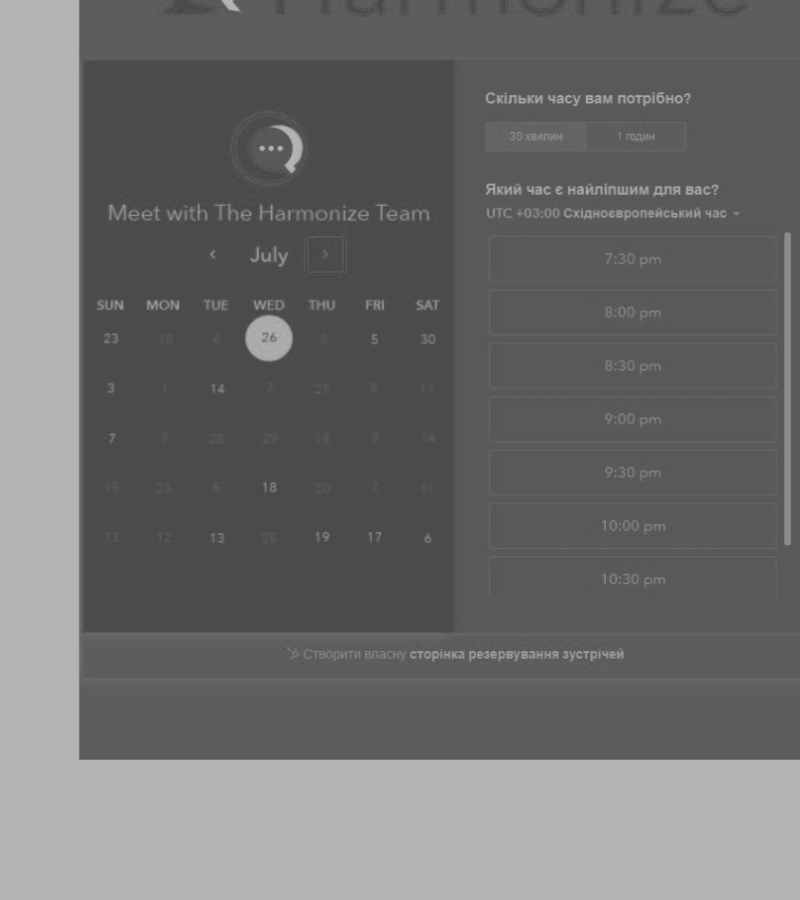 Harmonize
Meet with The Harmonize Team
July
SUN MON TUE WED THU FRI SAT
23 10 4 26 3 5 30
3 1 14 7 27 5 11
7 7 28 29 18 9 14
15 25 5 18 20 7 11
13 12 13 25 19 17 6
Скільки часу вам потрібно?
30 хвилин 1 годин
Який час є найліпшим для вас?
UTC +03:00 Східноєвропейський час
7:30 pm
8:00 pm
8:30 pm
9:00 pm
9:30 pm
10:00 pm
10:30 pm
Створити власну сторінка резервування зустрічей